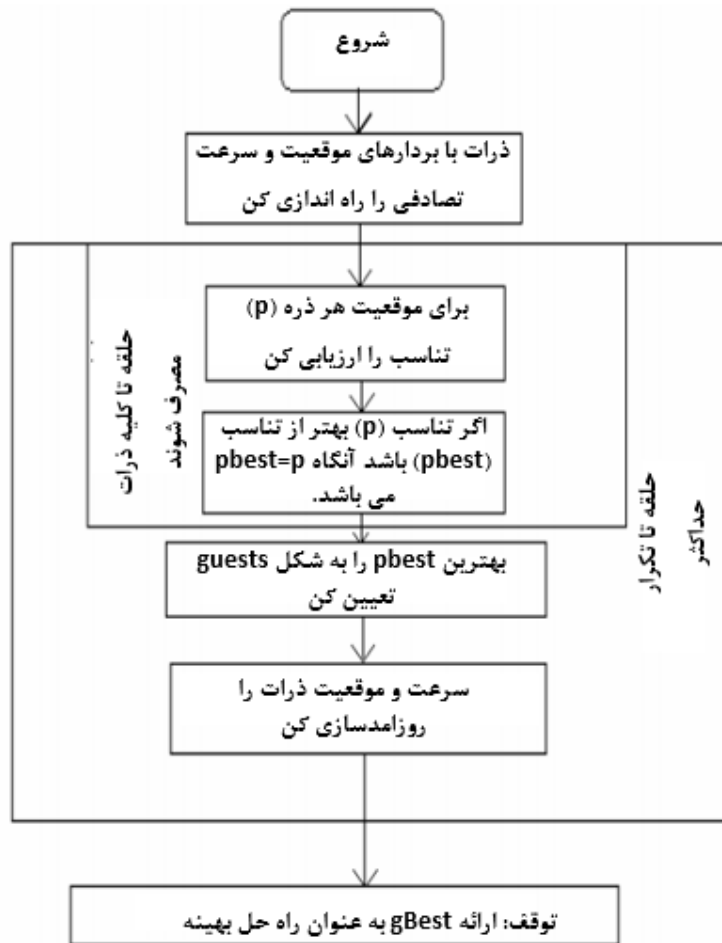 شروع
ذرات با بردارهای موقعیت و سرعت
تصادفی را راه اندازی کن
برای موقعیت هر ذره (p)
تناسب را ارزیابی کن
اگر تناسب (p) بهتر از تناسب
(pbest) باشد آنگاه pbest=p
می باشد.
حلقه تا کلیه ذرات
مصرف شوند
بهترین pbest را به شکل guests
تعیین کن
سرعت و موقعیت ذرات را
روزامدسازی کن
حلقه تا تکرار
حداکثر
توقف: ارائه gBest به عنوان راه حل بهینه